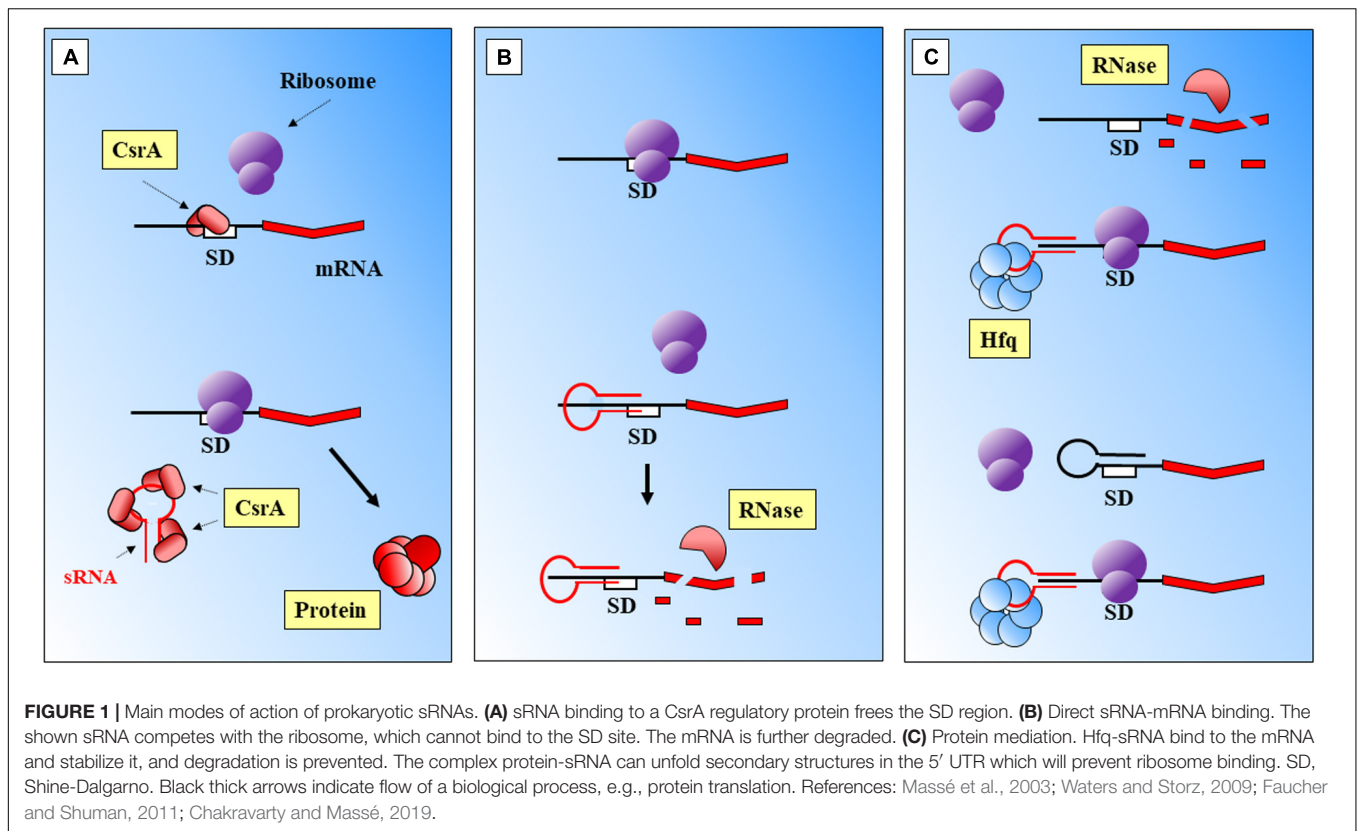 A
Ribosome
CsrA
SD
mRNA
SD
CsrA
sRNA
Protein
B
SD
SD
RNase
SD
C
RNase
SD
SD
Hfq
SD
SD
FIGURE 1 | Main modes of action of prokaryotic sRNAs. (A) sRNA binding to a CsrA regulatory protein frees the SD region. (B) Direct sRNA-mRNA binding. The
shown sRNA competes with the ribosome, which cannot bind to the SD site. The mRNA is further degraded. (C) Protein mediation. Hfq-sRNA bind to the mRNA
and stabilize it, and degradation is prevented. The complex protein-sRNA can unfold secondary structures in the 5′ UTR which will prevent ribosome binding. SD,
Shine-Dalgarno. Black thick arrows indicate flow of a biological process, e.g., protein translation. References: Massé et al., 2003; Waters and Storz, 2009; Faucher
and Shuman, 2011; Chakravarty and Massé, 2019.